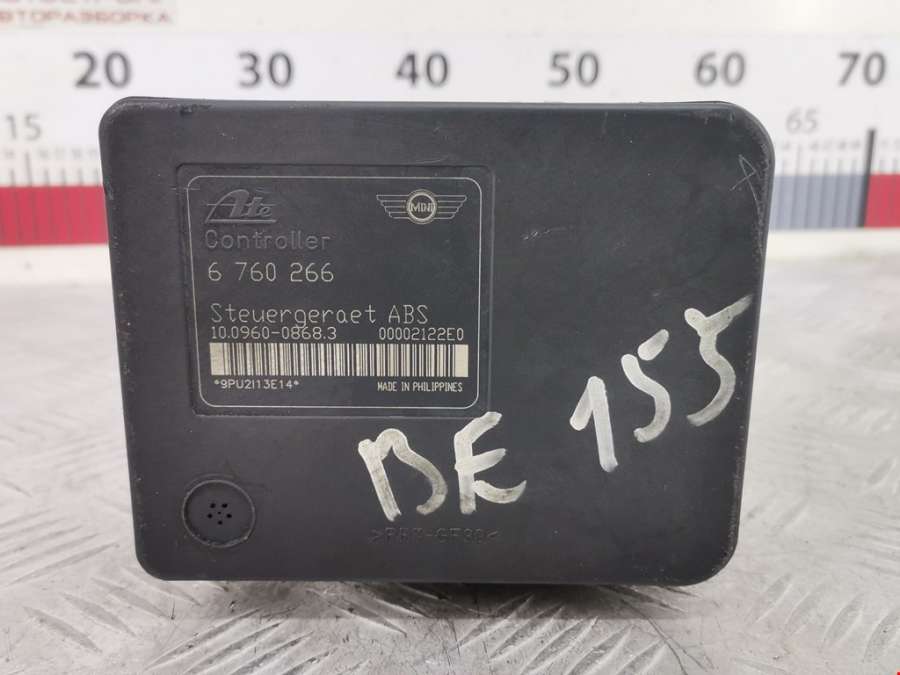 ВТОРАЗБОРКА
20 30 40 50 60 70
15 65
Ate
MINI
Controller
6 760 266
Steuergeraet ABS
10.0960-0868.3 00002122E0
*9PU2I13E14*
MADE IN PHILIPPINES
BE 155